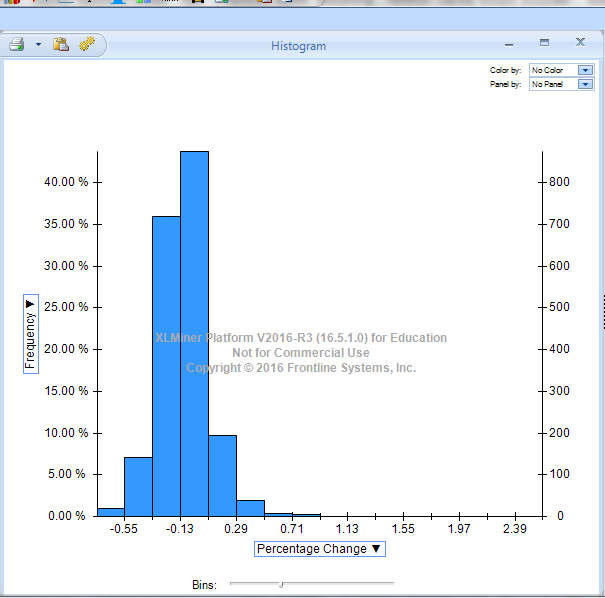 Histogram
Color by: No Color
Panel by: No Panel
40.00 % 800
35.00 % 700
30.00 % 600
25.00 % 500
20.00 % 400
15.00 % 300
10.00 % 200
5.00 % 100
0.00 % 0
Frequency ▼
XLMiner Platform V2016-R3 (16.5.1.0) for Education
Not for Commercial Use
Copyright © 2016 Frontline Systems, Inc.
-0.55 -0.13 0.29 0.71 1.13 1.55 1.97 2.39
Percentage Change ▼
Bins: